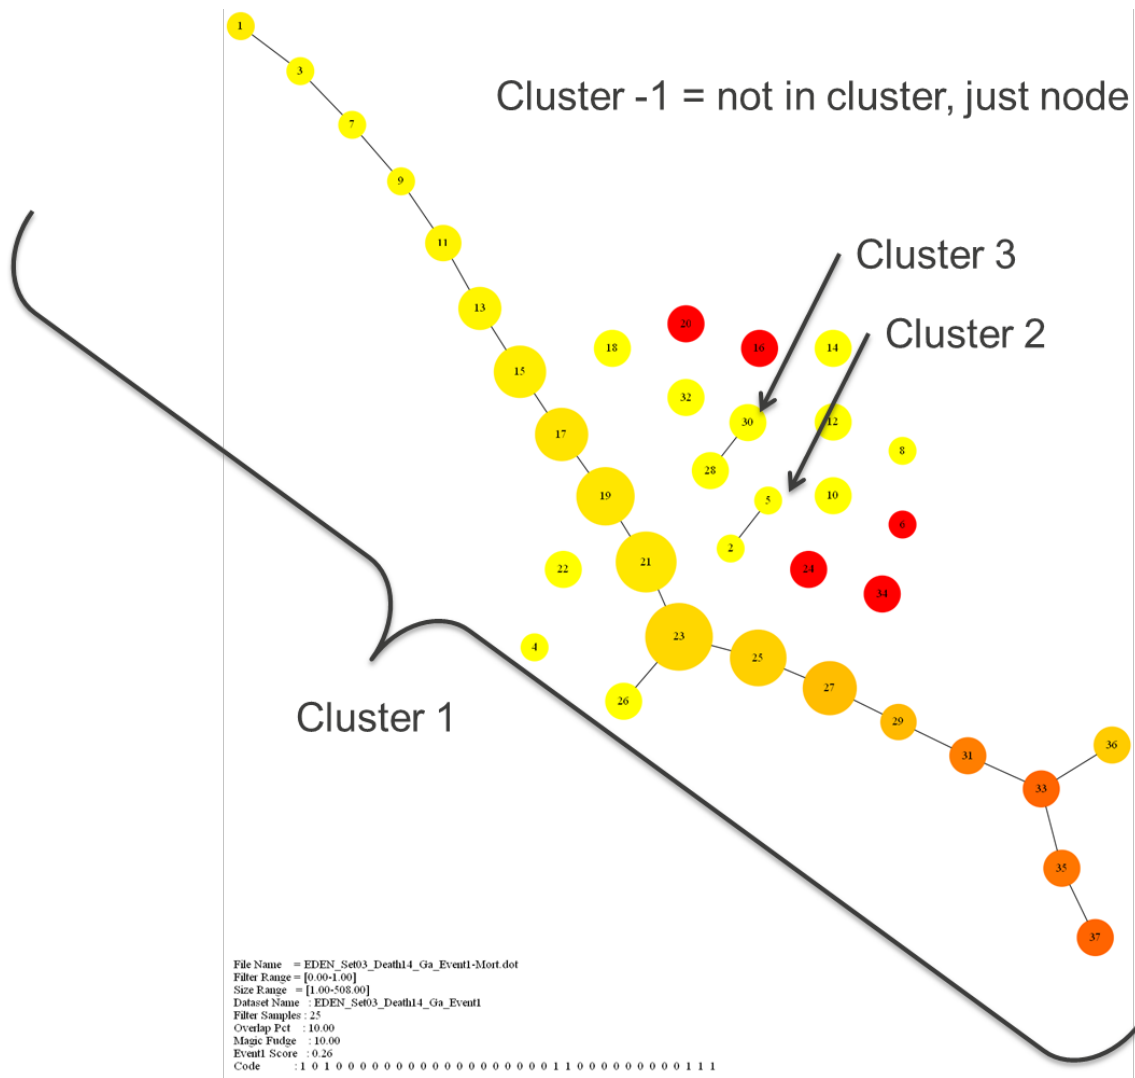 1
3
Cluster -1 = not in cluster, just node
7
9
11
Cluster 3
13
20
Cluster 2
18
16
14
15
32
30
12
17
8
28
19
5
10
6
2
21
22
24
34
23
4
25
27
26
Cluster 1
29
36
31
33
35
37
File Name = EDEN_Set03_Death14_Ga_Event1-Mort.dot
Filter Range = [0.00-1.00]
Size Range = [1.00-508.00]
Dataset Name : EDEN_Set03_Death14_Ga_Event1
Filter Samples : 25
Overlap Pct : 10.00
Magic Fudge : 10.00
Event1 Score : 0.26
Code : 1 0 1 0 0 0 0 0 0 0 0 0 0 0 0 0 0 0 0 0 0 0 1 1 0 0 0 0 0 0 0 0 0 0 1 1 1